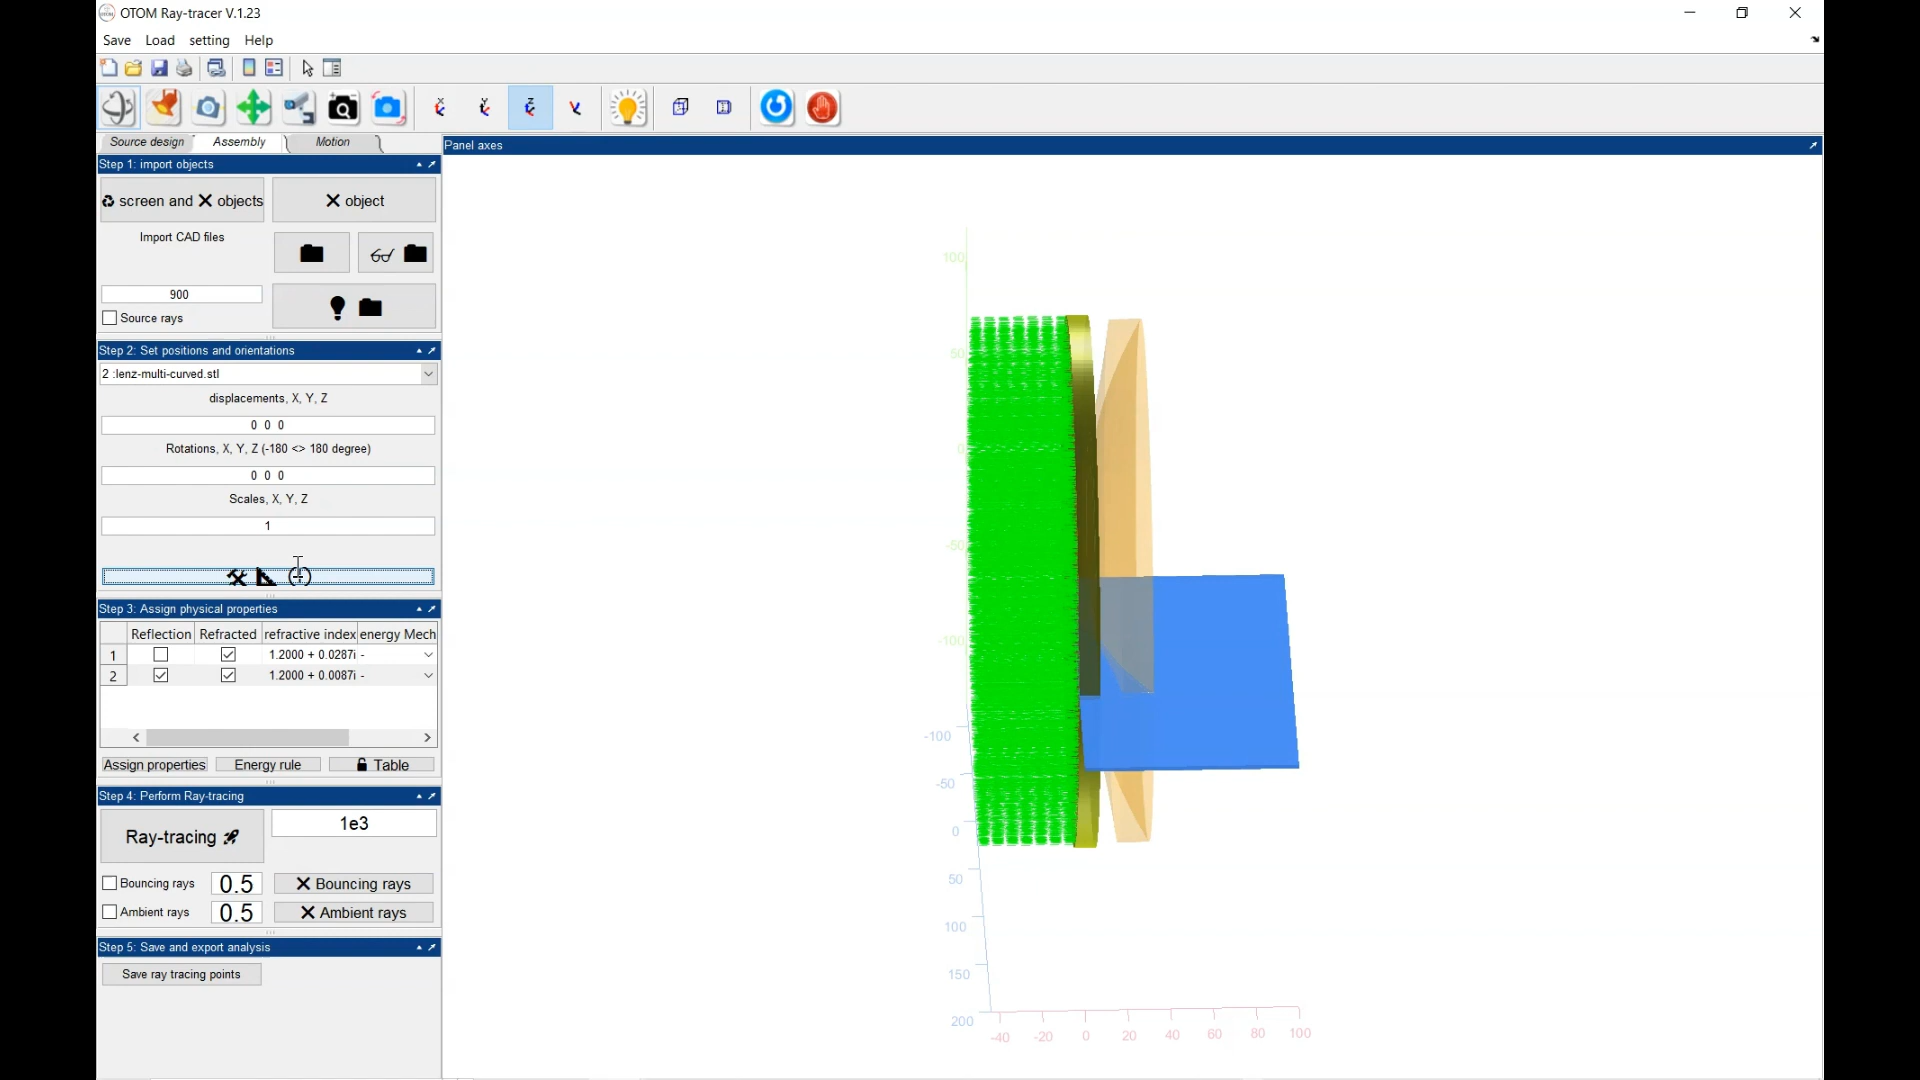 OTOM Ray-tracer V.1.23
Save Load setting Help
Source design Assembly Motion
Panel axes
Step 1: import objects
screen and ✕ objects ✕ object
Import CAD files
900
Source rays
Step 2: Set positions and orientations
2 :lenz-multi-curved.stl
displacements, X, Y, Z
0 0 0
Rotations, X, Y, Z (-180 <> 180 degree)
0 0 0
Scales, X, Y, Z
1
Step 3: Assign physical properties
Reflection Refracted refractive index energy Mech
1 1.2000 + 0.0287i -
2 1.2000 + 0.0087i -
Assign properties Energy rule Table
Step 4: Perform Ray-tracing
Ray-tracing 1e3
Bouncing rays 0.5 ✕ Bouncing rays
Ambient rays 0.5 ✕ Ambient rays
Step 5: Save and export analysis
Save ray tracing points
100
50
0
-50
-100
-100
-50
0
50
100
150
200
-40 -20 0 20 40 60 80 100